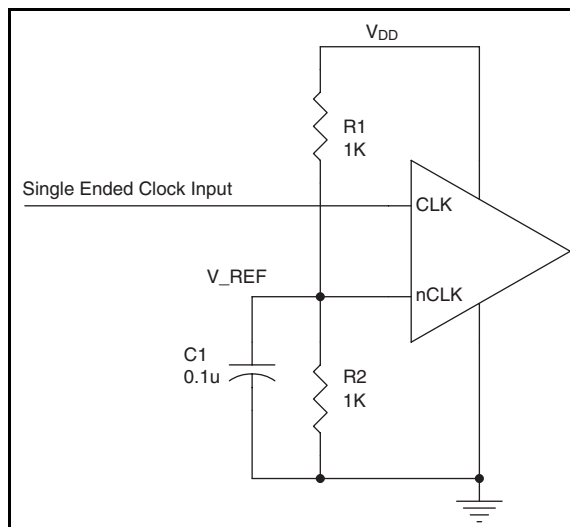 V_DD
R1
1K
Single Ended Clock Input
CLK
V_REF
nCLK
C1
0.1u
R2
1K